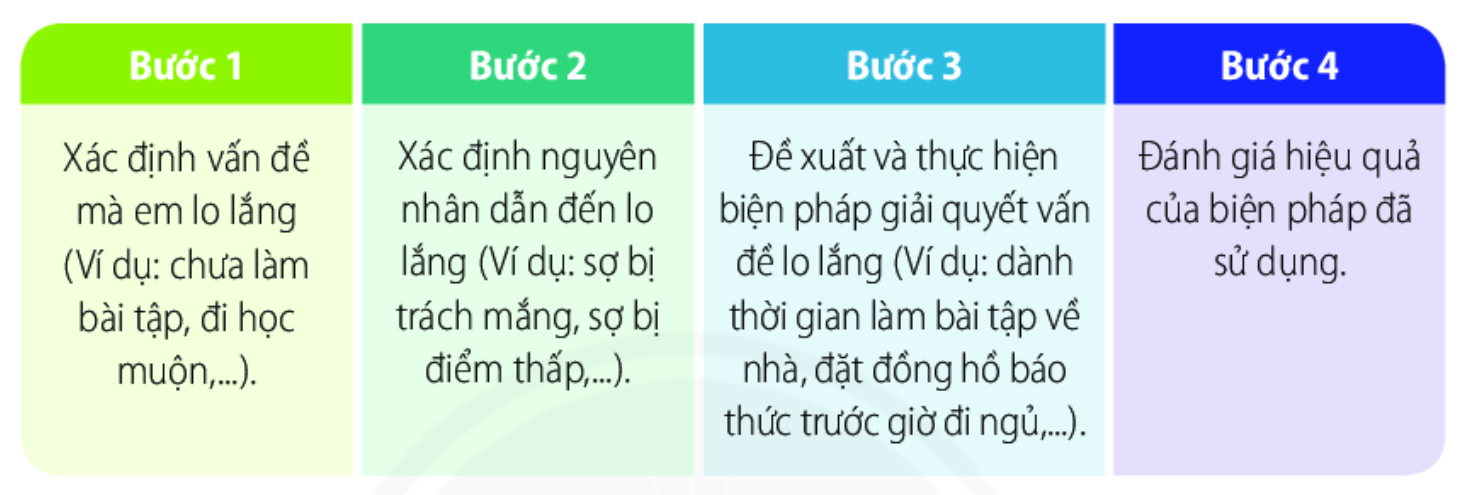 Bước 1
Xác định vấn đề
mà em lo lắng
(Ví dụ: chưa làm
bài tập, đi học
muộn,...).
Bước 2
Xác định nguyên
nhân dẫn đến lo
lắng (Ví dụ: sợ bị
trách mắng, sợ bị
điểm thấp,...).
Bước 3
Đề xuất và thực hiện
biện pháp giải quyết vấn
đề lo lắng (Ví dụ: dành
thời gian làm bài tập về
nhà, đặt đồng hồ báo
thức trước giờ đi ngủ,...).
Bước 4
Đánh giá hiệu quả
của biện pháp đã
sử dụng.